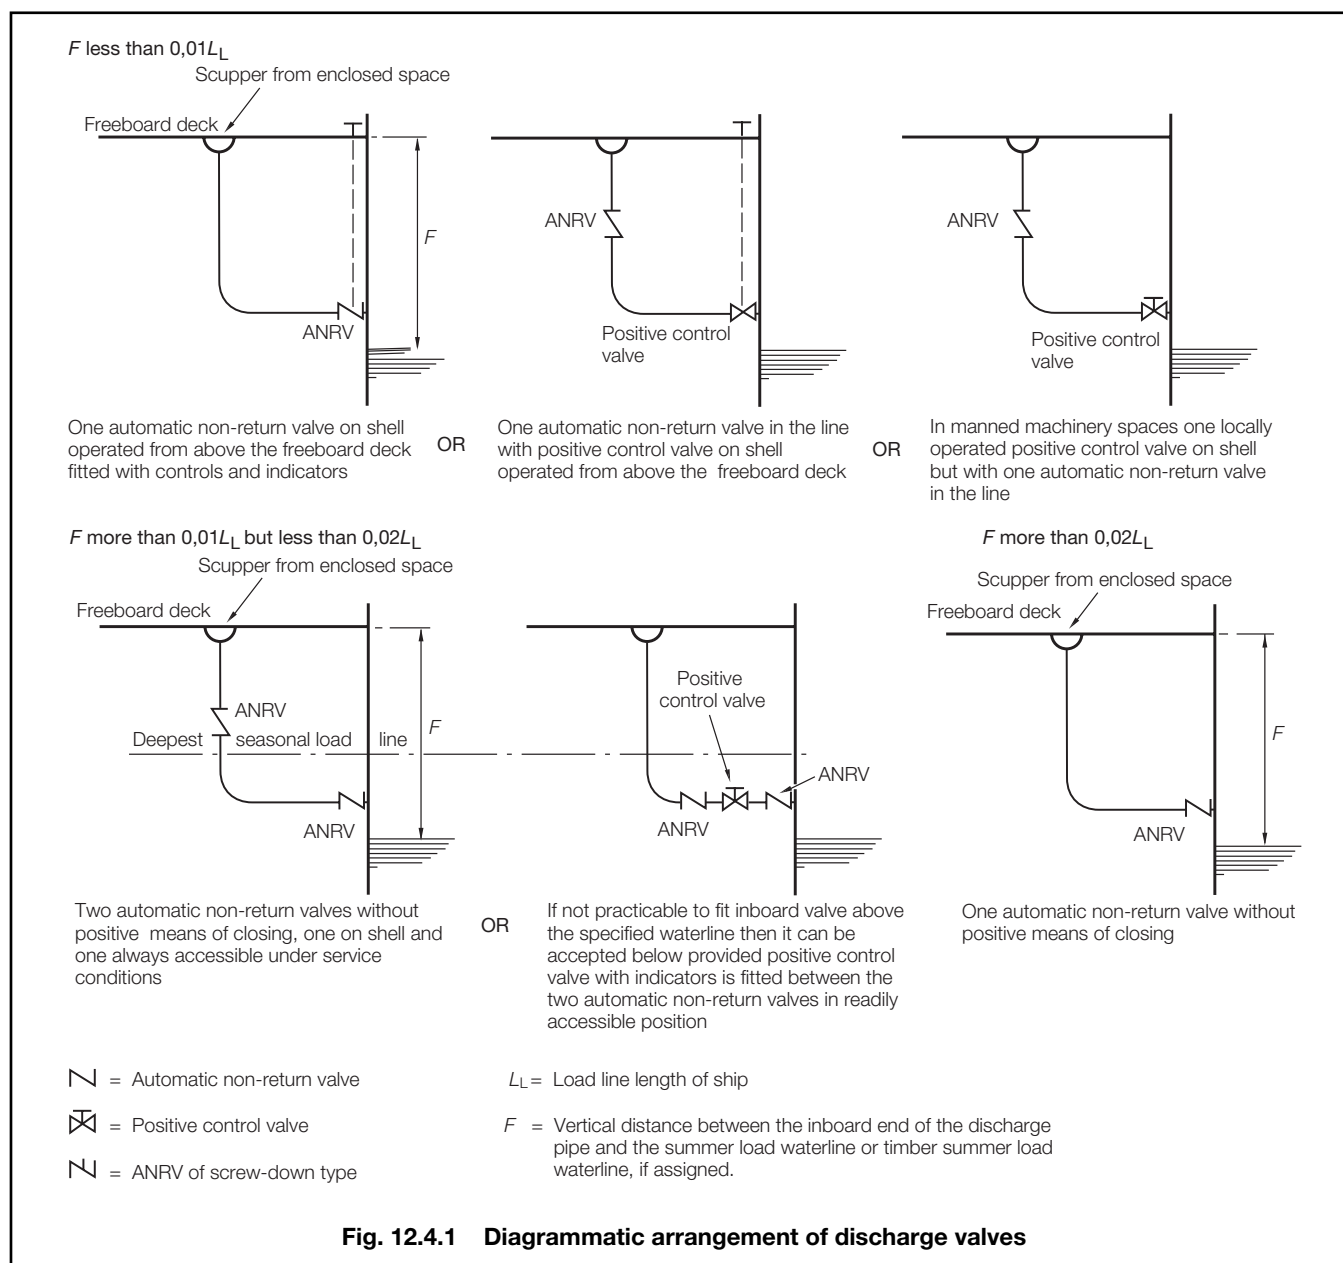 F less than 0,01LL
Scupper from enclosed space
Freeboard deck
F
ANRV
One automatic non-return valve on shell
operated from above the freeboard deck
fitted with controls and indicators
OR
ANRV
Positive control
valve
One automatic non-return valve in the line
with positive control valve on shell
operated from above the freeboard deck
OR
ANRV
Positive control
valve
In manned machinery spaces one locally
operated positive control valve on shell
but with one automatic non-return valve
in the line
F more than 0,01LL but less than 0,02LL
Scupper from enclosed space
Freeboard deck
ANRV
F
Deepest seasonal load line
ANRV
Two automatic non-return valves without
positive means of closing, one on shell and
one always accessible under service
conditions
OR
Positive
control valve
ANRV
ANRV
If not practicable to fit inboard valve above
the specified waterline then it can be
accepted below provided positive control
valve with indicators is fitted between the
two automatic non-return valves in readily
accessible position
F more than 0,02LL
Scupper from enclosed space
Freeboard deck
F
ANRV
One automatic non-return valve without
positive means of closing
= Automatic non-return valve
= Positive control valve
= ANRV of screw-down type
LL = Load line length of ship
F = Vertical distance between the inboard end of the discharge
pipe and the summer load waterline or timber summer load
waterline, if assigned.
Fig. 12.4.1 Diagrammatic arrangement of discharge valves